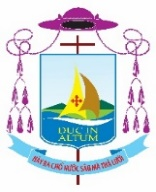 DUC IN
ALTUM
HÃY RA CHỖ NƯỚC SÂU MÀ THẢ LƯỚI